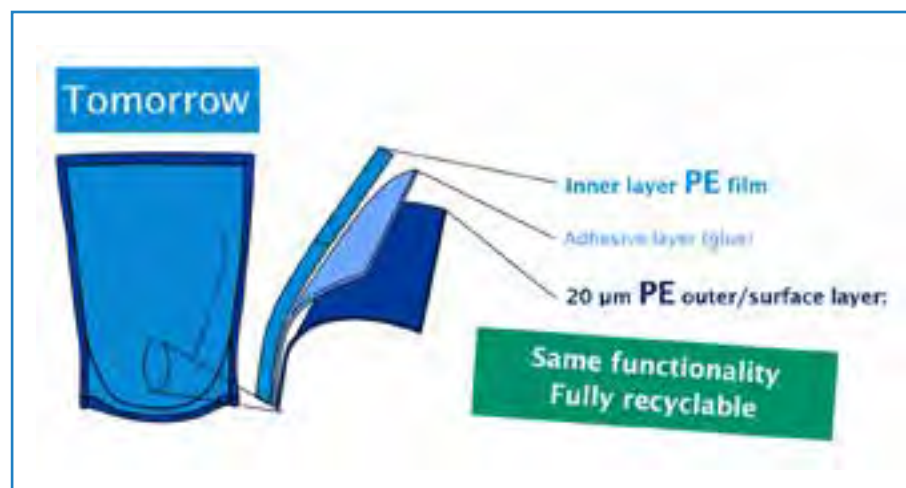 Tomorrow
Inner layer PE film
Adhesive layer (glue)
20 µm PE outer/surface layer:
Same functionality
Fully recyclable